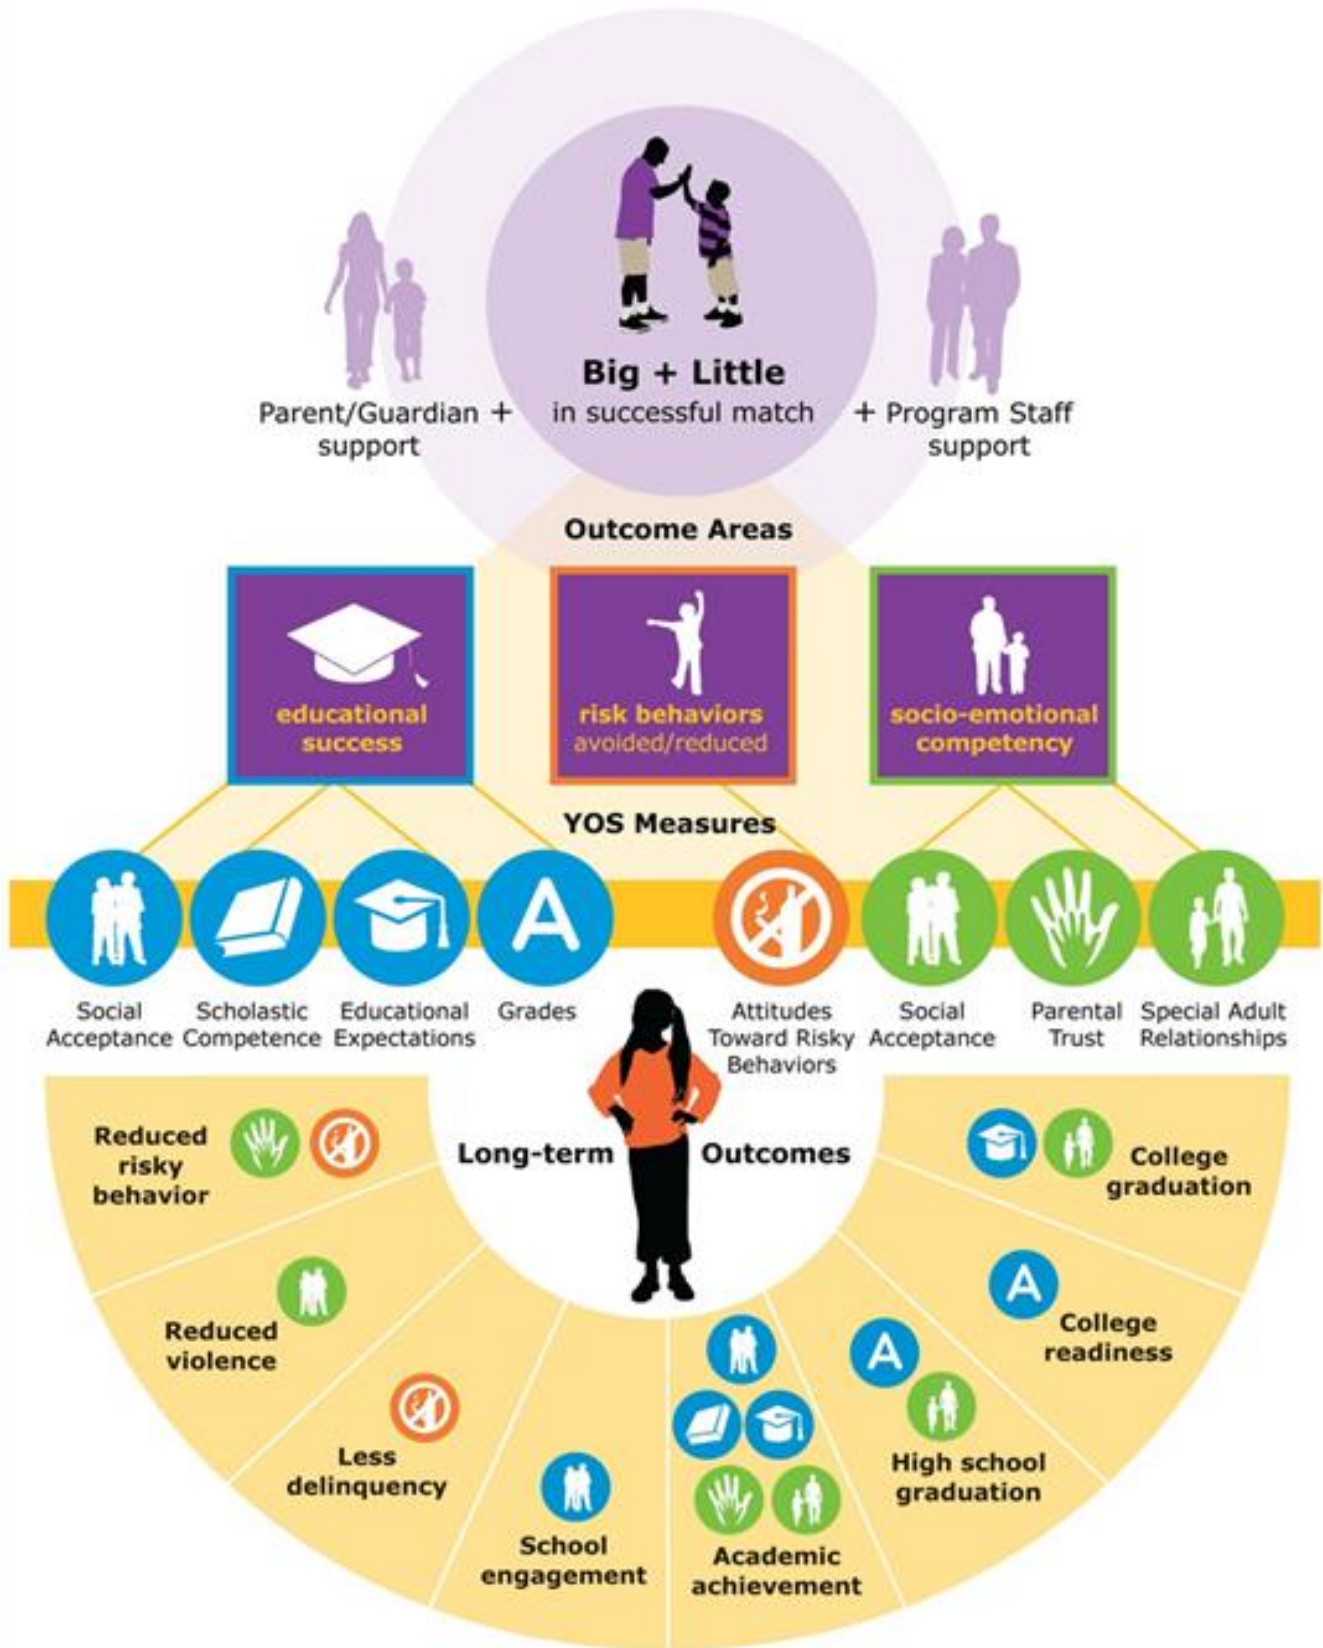 Big + Little
Parent/Guardian +
support
in successful match
+ Program Staff
support
Outcome Areas
educational
success
risk behaviors
avoided/reduced
socio-emotional
competency
YOS Measures
A
Social
Acceptance
Scholastic
Competence
Educational
Expectations
Grades
Attitudes
Toward Risky
Behaviors
Social
Acceptance
Parental
Trust
Special Adult
Relationships
Long-term Outcomes
Reduced
risky
behavior
Reduced
violence
Less
delinquency
School
engagement
Academic
achievement
A
High school
graduation
A
College
readiness
College
graduation